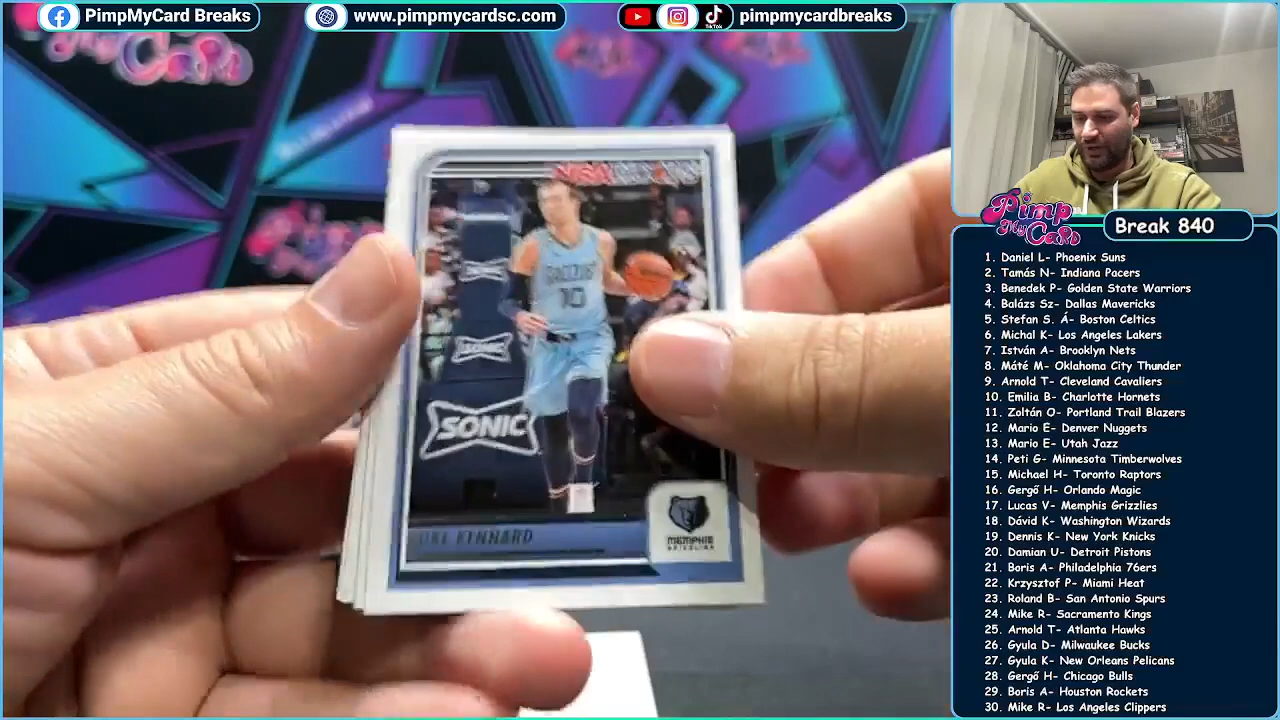 PimpMyCard Breaks
www.pimpmycardsc.com
pimpmycardbreaks
TikTok
Pimp
My Card
Break 840
1. Daniel L- Phoenix Suns
2. Tamás N- Indiana Pacers
3. Benedek P- Golden State Warriors
4. Balázs Sz- Dallas Mavericks
5. Stefan S. Á- Boston Celtics
6. Michal K- Los Angeles Lakers
7. István A- Brooklyn Nets
8. Máté M- Oklahoma City Thunder
9. Arnold T- Cleveland Cavaliers
10. Emilia B- Charlotte Hornets
11. Zoltán O- Portland Trail Blazers
12. Mario E- Denver Nuggets
13. Mario E- Utah Jazz
14. Peti G- Minnesota Timberwolves
15. Michael H- Toronto Raptors
16. Gergő H- Orlando Magic
17. Lucas V- Memphis Grizzlies
18. Dávid K- Washington Wizards
19. Dennis K- New York Knicks
20. Damian U- Detroit Pistons
21. Boris A- Philadelphia 76ers
22. Krzysztof P- Miami Heat
23. Roland B- San Antonio Spurs
24. Mike R- Sacramento Kings
25. Arnold T- Atlanta Hawks
26. Gyula D- Milwaukee Bucks
27. Gyula K- New Orleans Pelicans
28. Gergő H- Chicago Bulls
29. Boris A- Houston Rockets
30. Mike R- Los Angeles Clippers
10
SONIC
SONIC
KENNARD
MEMPHIS
GRIZZLIES